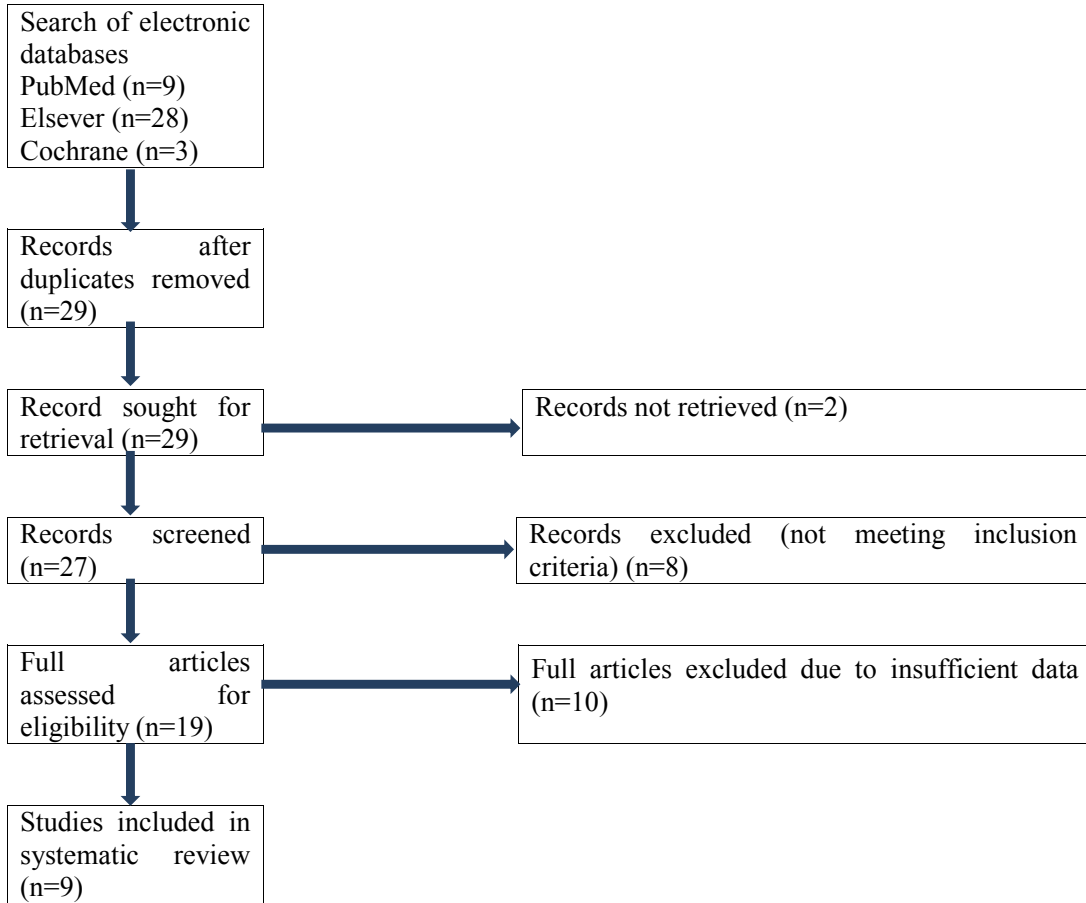 Search of electronic
databases
PubMed (n=9)
Elsever (n=28)
Cochrane (n=3)
Records after
duplicates removed
(n=29)
Record sought for
retrieval (n=29)
Records not retrieved (n=2)
Records screened
(n=27)
Records excluded (not meeting inclusion
criteria) (n=8)
Full articles
assessed for
eligibility (n=19)
Full articles excluded due to insufficient data
(n=10)
Studies included in
systematic review
(n=9)